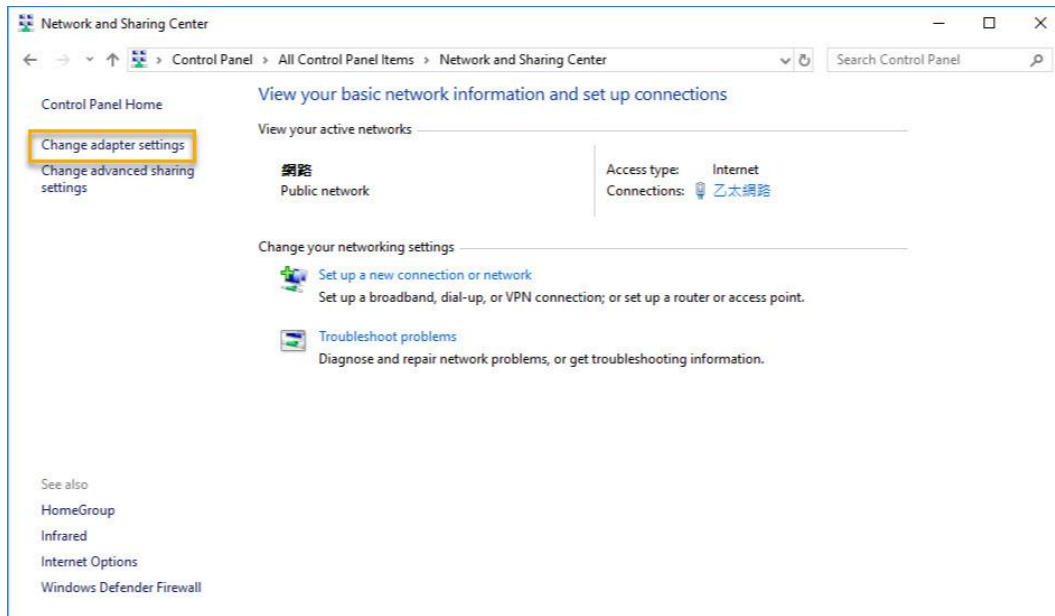 Network and Sharing Center
Control Panel > All Control Panel Items > Network and Sharing Center
Search Control Panel
Control Panel Home
Change adapter settings
Change advanced sharing
settings
View your basic network information and set up connections
View your active networks
網路
Public network
Access type: Internet
Connections: 乙太網路
Change your networking settings
Set up a new connection or network
Set up a broadband, dial-up, or VPN connection; or set up a router or access point.
Troubleshoot problems
Diagnose and repair network problems, or get troubleshooting information.
See also
HomeGroup
Infrared
Internet Options
Windows Defender Firewall